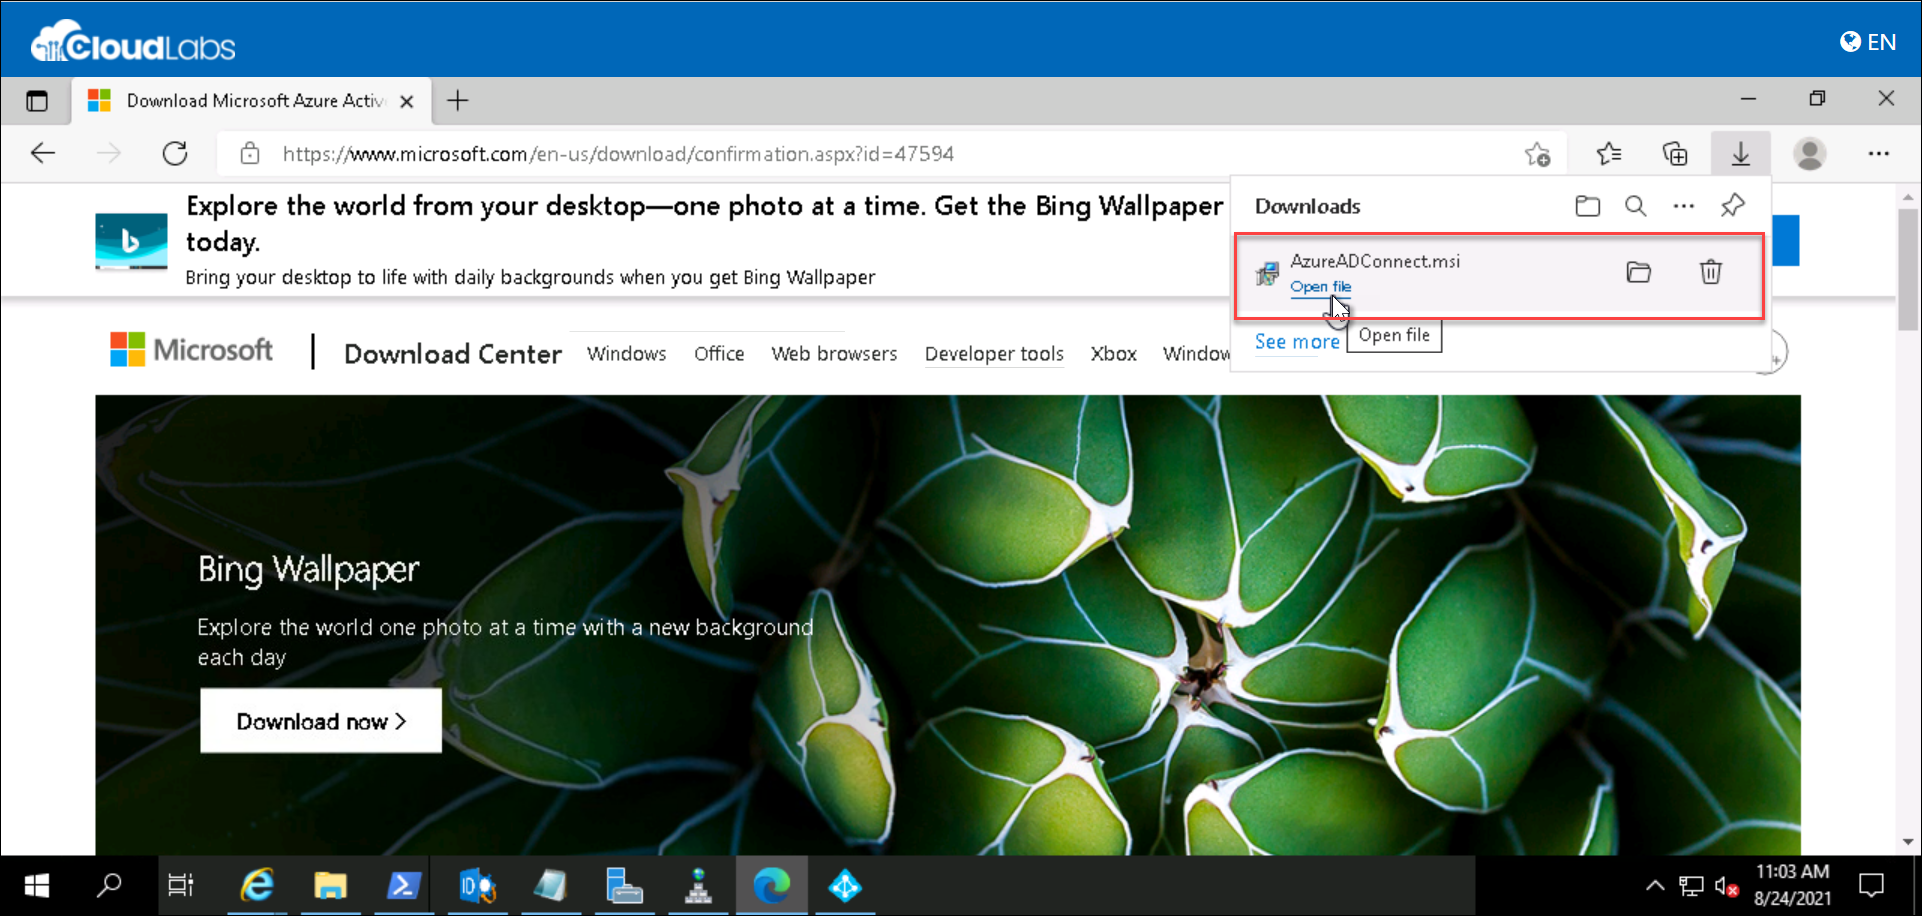 CloudLabs
EN
Download Microsoft Azure Activ
https://www.microsoft.com/en-us/download/confirmation.aspx?id=47594
Explore the world from your desktop—one photo at a time. Get the Bing Wallpaper
today.
Bring your desktop to life with daily backgrounds when you get Bing Wallpaper
Downloads
AzureADConnect.msi
Open file
Open file
See more
Microsoft
Download Center
Windows
Office
Web browsers
Developer tools
Xbox
Window
Bing Wallpaper
Explore the world one photo at a time with a new background
each day
Download now >
ID
11:03 AM
8/24/2021